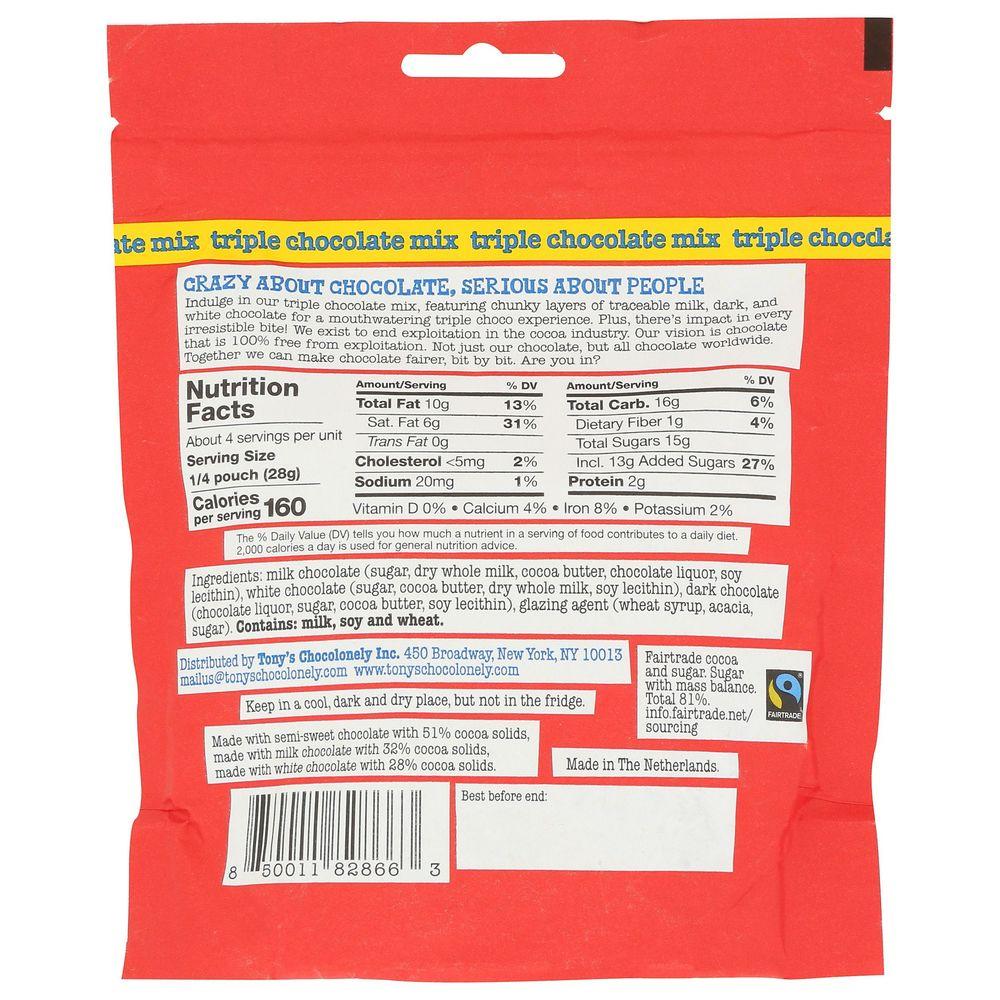 ate mix triple chocolate mix triple chocolate mix triple chocola
CRAZY ABOUT CHOCOLATE, SERIOUS ABOUT PEOPLE
Indulge in our triple chocolate mix, featuring chunky layers of traceable milk, dark, and
white chocolate for a mouthwatering triple choco experience. Plus, there's impact in every
irresistible bite! We exist to end exploitation in the cocoa industry. Our vision is chocolate
that is 100% free from exploitation. Not just our chocolate, but all chocolate worldwide.
Together we can make chocolate fairer, bit by bit. Are you in?
Nutrition
Facts
About 4 servings per unit
Serving Size
1/4 pouch (28g)
Calories
per serving 160
Amount/Serving % DV
Total Fat 10g 13%
Sat. Fat 6g 31%
Trans Fat 0g
Cholesterol <5mg 2%
Sodium 20mg 1%
Amount/Serving % DV
Total Carb. 16g 6%
Dietary Fiber 1g 4%
Total Sugars 15g
Incl. 13g Added Sugars 27%
Protein 2g
Vitamin D 0% • Calcium 4% • Iron 8% • Potassium 2%
The % Daily Value (DV) tells you how much a nutrient in a serving of food contributes to a daily diet.
2,000 calories a day is used for general nutrition advice.
Ingredients: milk chocolate (sugar, dry whole milk, cocoa butter, chocolate liquor, soy
lecithin), white chocolate (sugar, cocoa butter, dry whole milk, soy lecithin), dark chocolate
(chocolate liquor, sugar, cocoa butter, soy lecithin), glazing agent (wheat syrup, acacia,
sugar). Contains: milk, soy and wheat.
Distributed by Tony's Chocolonely Inc. 450 Broadway, New York, NY 10013
mailus@tonyschocolonely.com www.tonyschocolonely.com
Keep in a cool, dark and dry place, but not in the fridge.
Fairtrade cocoa
and sugar. Sugar
with mass balance.
Total 81%.
info.fairtrade.net/
sourcing
FAIRTRADE
Made with semi-sweet chocolate with 51% cocoa solids,
made with milk chocolate with 32% cocoa solids,
made with white chocolate with 28% cocoa solids.
Made in The Netherlands.
Best before end:
8 50011 82866 3